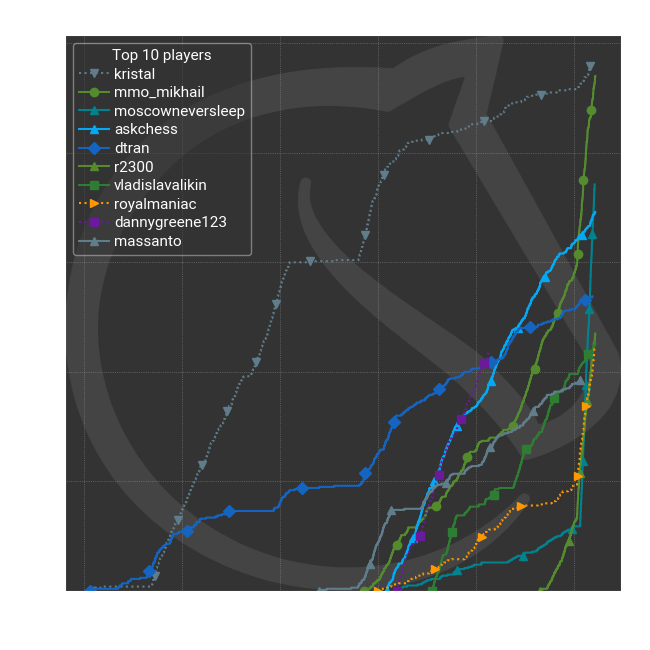 Top 10 players
kristal
mmo_mikhail
moscowneversleep
askchess
dtran
r2300
vladislavalikin
royalmaniac
dannygreene123
massanto